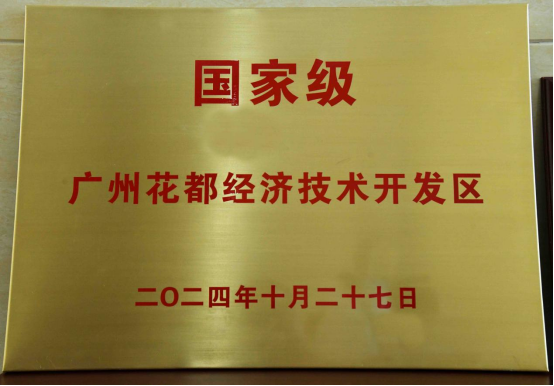 国家级
广州花都经济技术开发区
二〇二四年十月二十七日